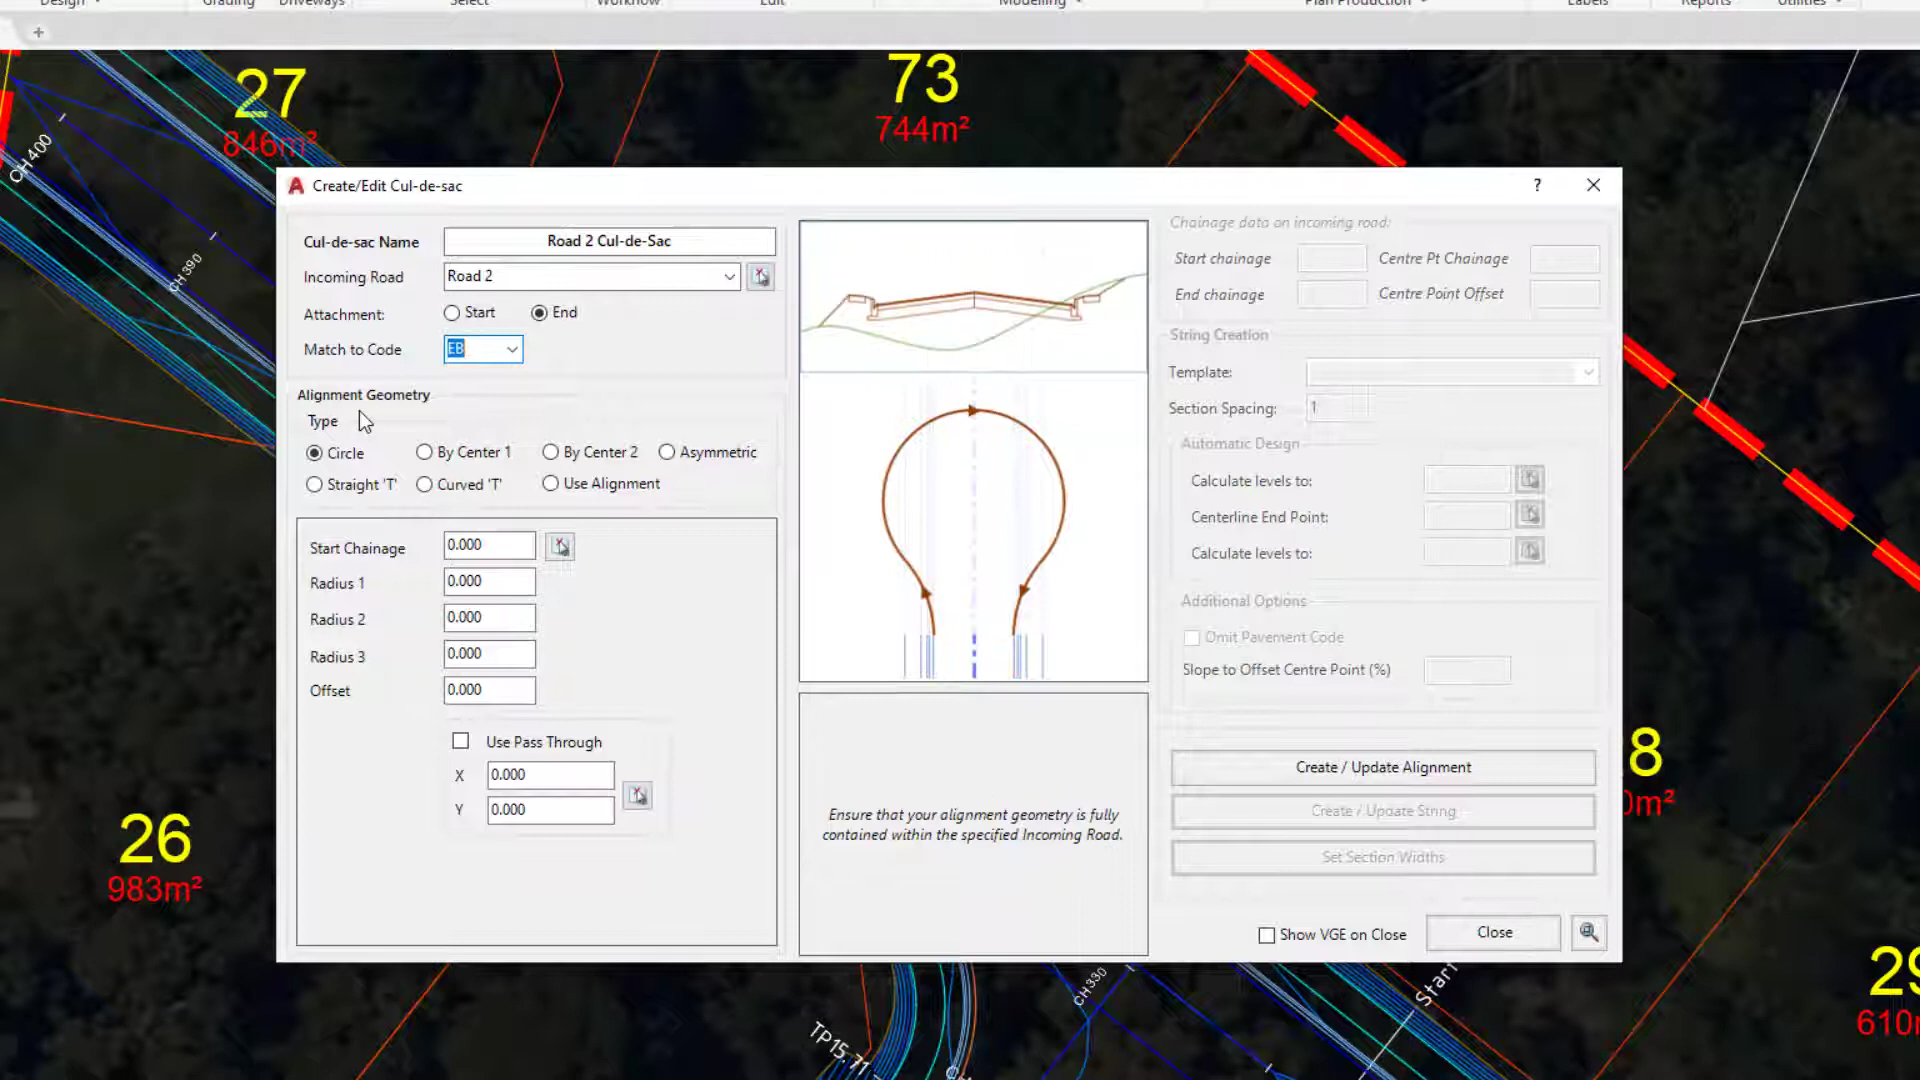 Design
Grading
Driveways
Select
Workflow
Edit
Modelling
Plan Production
Labels
Reports
Utilities
+
27
846m²
73
744m²
CH400
CH390
Create/Edit Cul-de-sac
?
Cul-de-sac Name
Road 2 Cul-de-Sac
Incoming Road
Road 2
Attachment:
Start
End
Match to Code
EB
Alignment Geometry
Type
Circle
By Center 1
By Center 2
Asymmetric
Straight 'T'
Curved 'T'
Use Alignment
Start Chainage
0.000
Radius 1
0.000
Radius 2
0.000
Radius 3
0.000
Offset
0.000
Use Pass Through
X
0.000
Y
0.000
Ensure that your alignment geometry is fully
contained within the specified Incoming Road.
Chainage data on incoming road:
Start chainage
Centre Pt Chainage
End chainage
Centre Point Offset
String Creation
Template:
Section Spacing:
1
Automatic Design
Calculate levels to:
Centerline End Point:
Calculate levels to:
Additional Options
Omit Pavement Code
Slope to Offset Centre Point (%)
Create / Update Alignment
Create / Update String
Set Section Widths
Show VGE on Close
Close
26
983m²
8
0m²
29
610m
CH330
Start
TP15.71